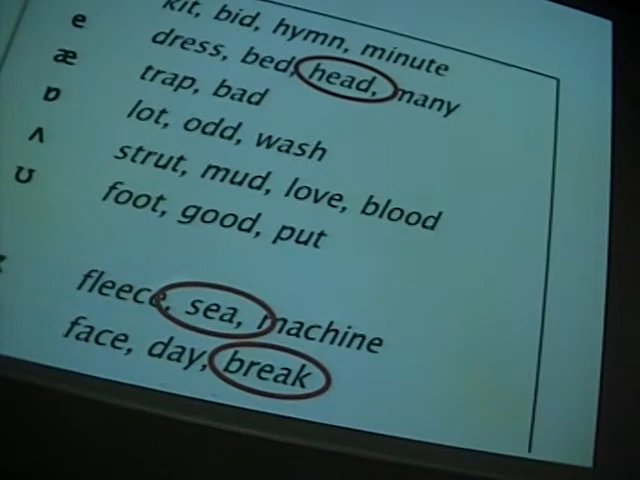 kit, bid, hymn, minute
e dress, bed, head, many
æ trap, bad
ɒ lot, odd, wash
ʌ strut, mud, love, blood
ʊ foot, good, put
fleece, sea, machine
face, day, break